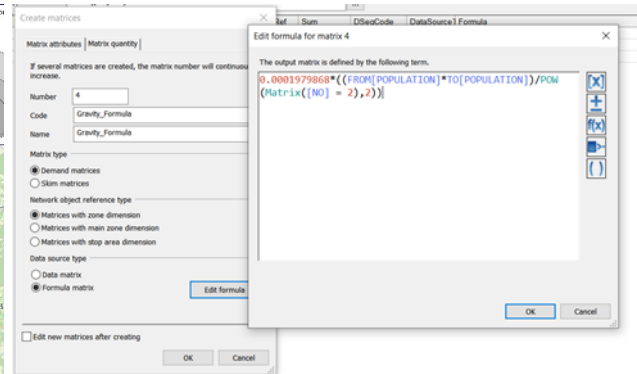 Create matrices
Ref Sum DSegCode DataSource1 Formula
Matrix attributes Matrix quantity
If several matrices are created, the matrix number will continuou
increase.
Number 4
Code Gravity_Formula
Name Gravity_Formula
Matrix type
Demand matrices
Skim matrices
Network object reference type
Matrices with zone dimension
Matrices with main zone dimension
Matrices with stop area dimension
Data source type
Data matrix
Formula matrix
Edit formula
Edit new matrices after creating
OK Cancel
Edit formula for matrix 4
The output matrix is defined by the following term.
0.0001979868*((FROM[POPULATION]*TO[POPULATION])/POW
(Matrix([NO] = 2),2))
[x]
±
f(x)
( )
OK Cancel